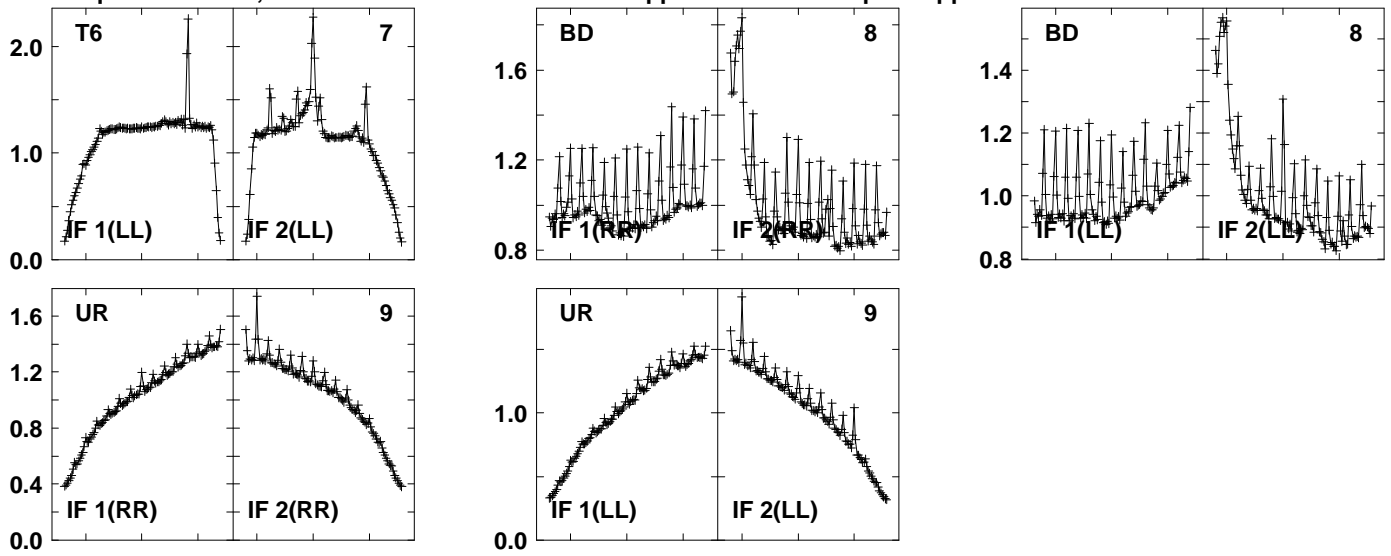 T6 7
2.0
1.0
0.0
IF 1(LL) IF 2(LL)
BD 8
1.6
1.2
0.8
IF 1(RR) IF 2(RR)
BD 8
1.4
1.2
1.0
0.8
IF 1(LL) IF 2(LL)
UR 9
1.6
1.2
0.8
0.4
0.0
IF 1(RR) IF 2(RR)
UR 9
1.0
0.0
IF 1(LL) IF 2(LL)